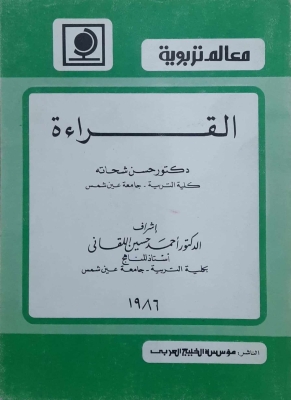 معالم تربوية
القراءة
دكتور حسن شحاته
كلية التربية - جامعة عين شمس
إشراف
الدكتور أحمد حسين اللقاني
أستاذ المناهج
بكلية التربية - جامعة عين شمس
١٩٨٦
الناشر: مؤسسة الخليج العربي